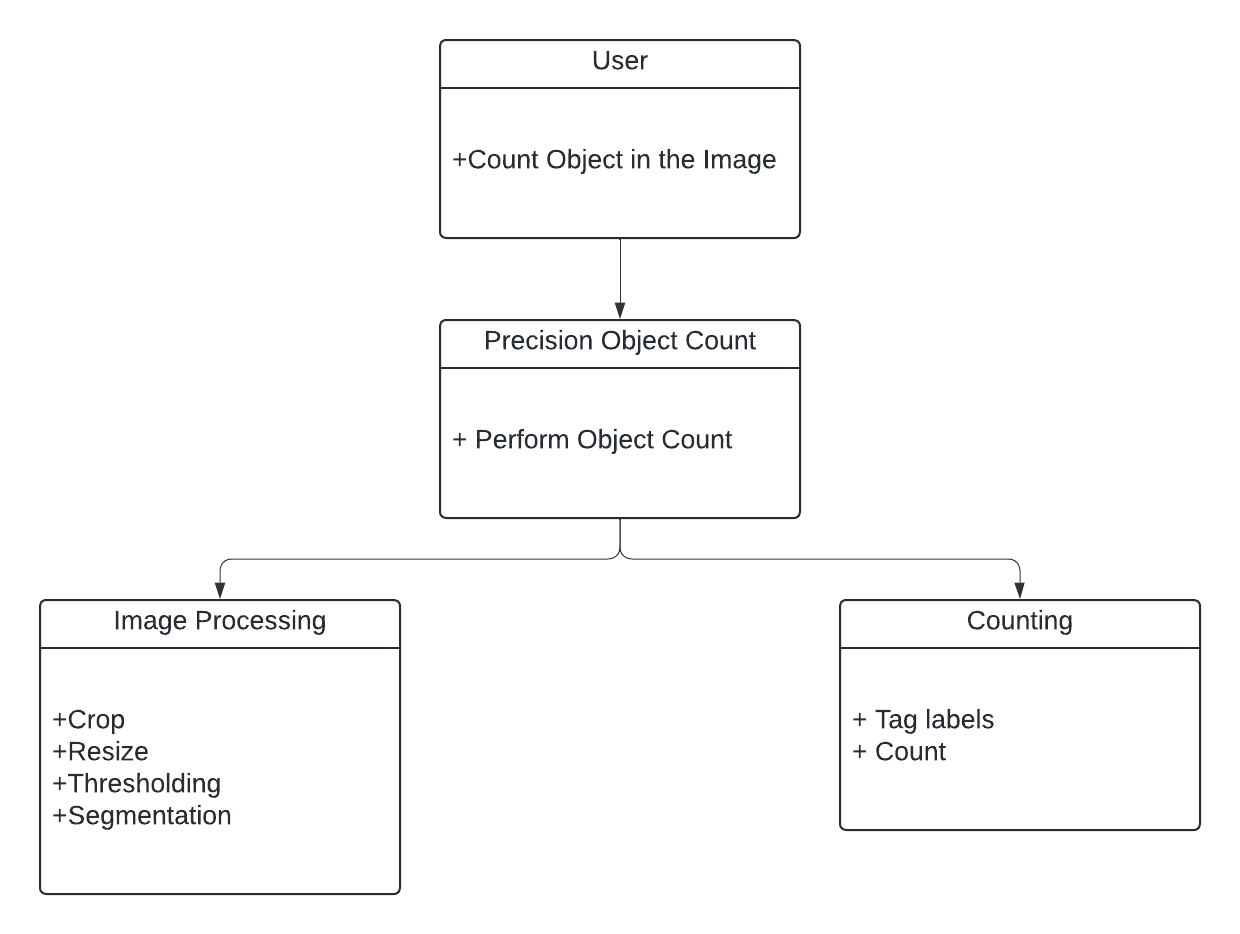 User
+Count Object in the Image
Precision Object Count
+ Perform Object Count
Image Processing
+Crop
+Resize
+Thresholding
+Segmentation
Counting
+ Tag labels
+ Count